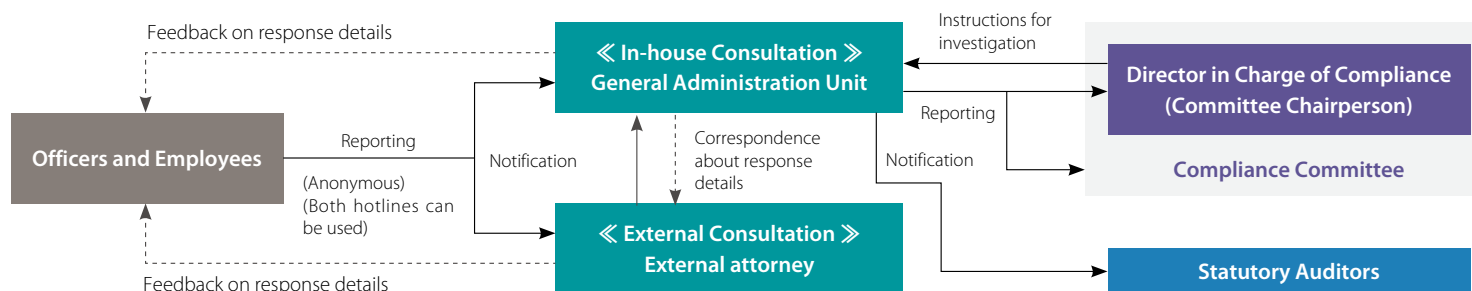 Feedback on response details
≪ In-house Consultation ≫
General Administration Unit
Instructions for
investigation
Director in Charge of Compliance
(Committee Chairperson)
Reporting
Compliance Committee
Officers and Employees
Reporting
(Anonymous)
(Both hotlines can
be used)
Notification
Correspondence
about response
details
Notification
≪ External Consultation ≫
External attorney
Statutory Auditors
Feedback on response details